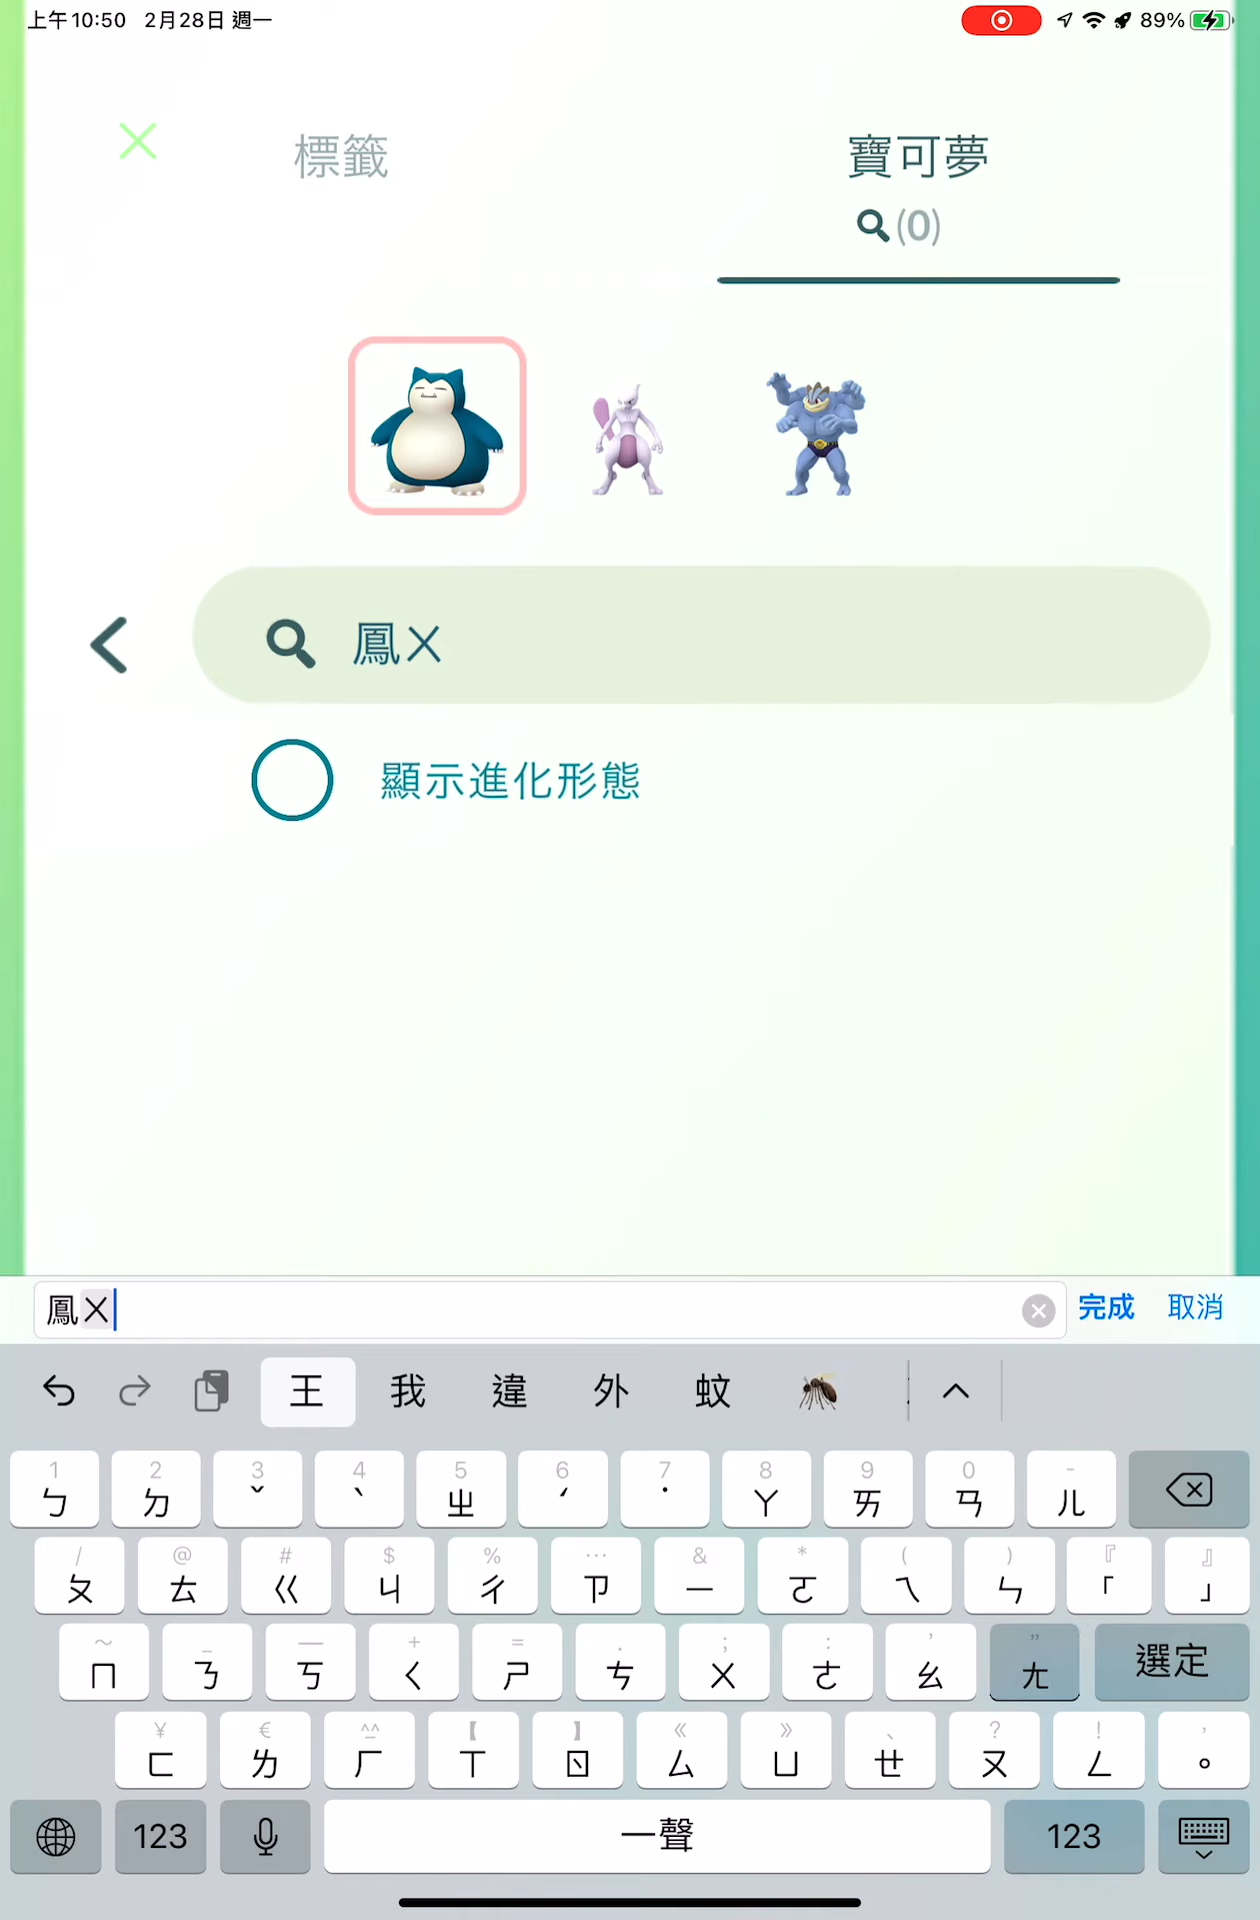 上午10:50 2月28日 週一 89%
標籤 寶可夢
(0)
鳳ㄨ
顯示進化形態
鳳ㄨ 完成 取消
王 我 違 外 蚊
1 2 3 4 5 6 7 8 9 0 -
ㄅ ㄉ ˇ ˋ ㄓ ˊ ˙ ㄚ ㄞ ㄢ ㄦ
/ @ # $ % … & * ( ) 『 』
ㄆ ㄊ ㄍ ㄐ ㄔ ㄗ ㄧ ㄛ ㄟ ㄣ 「 」
~ _ — + = . ; : ' "
ㄇ ㄋ ㄎ ㄑ ㄕ ㄘ ㄨ ㄜ ㄠ ㄤ 選定
¥ € ^^ 【 】 《 》 、 ? ! ，
ㄈ ㄌ ㄏ ㄒ ㄖ ㄙ ㄩ ㄝ ㄡ ㄥ 。
123 一聲 123